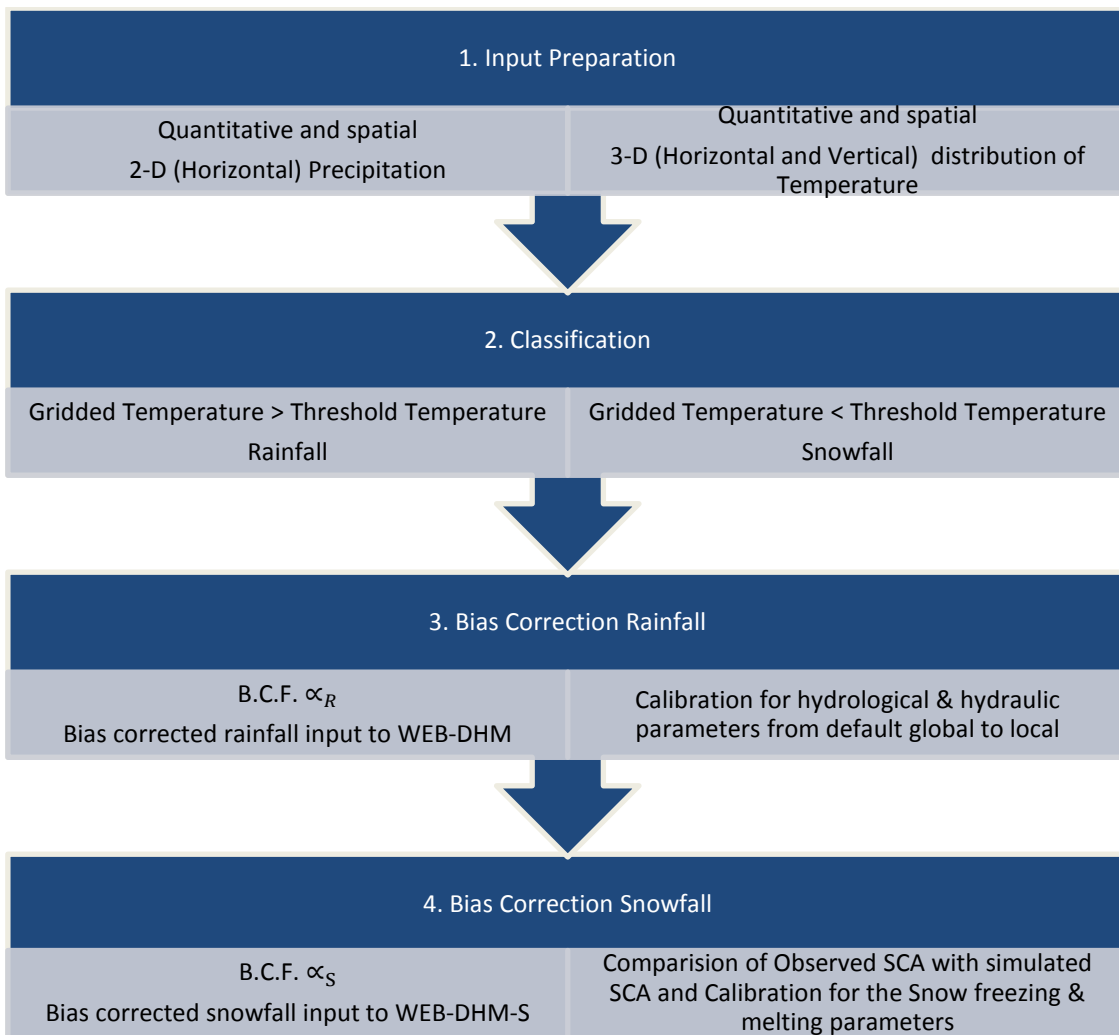 1. Input Preparation
Quantitative and spatial
2-D (Horizontal) Precipitation
Quantitative and spatial
3-D (Horizontal and Vertical) distribution of
Temperature
2. Classification
Gridded Temperature > Threshold Temperature
Rainfall
Gridded Temperature < Threshold Temperature
Snowfall
3. Bias Correction Rainfall
B.C.F. ∝R
Bias corrected rainfall input to WEB-DHM
Calibration for hydrological & hydraulic
parameters from default global to local
4. Bias Correction Snowfall
B.C.F. ∝S
Bias corrected snowfall input to WEB-DHM-S
Comparision of Observed SCA with simulated
SCA and Calibration for the Snow freezing &
melting parameters